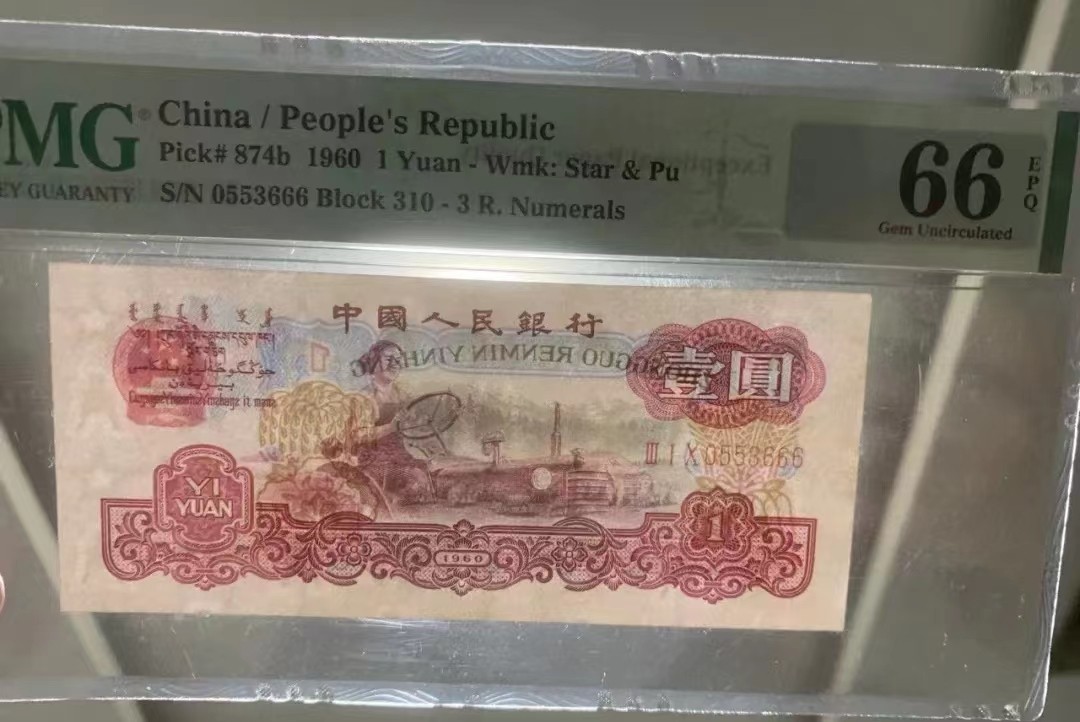 PMG
China / People's Republic
Pick# 874b 1960 1 Yuan - Wmk: Star & Pu
EY GUARANTY
S/N 0553666 Block 310 - 3 R. Numerals
66
EPQ
Gem Uncirculated
中國人民銀行
GUO RENMIN YINHANG
壹圓
Ⅲ Ⅰ Ⅹ 0553666
YI
YUAN
1
1960